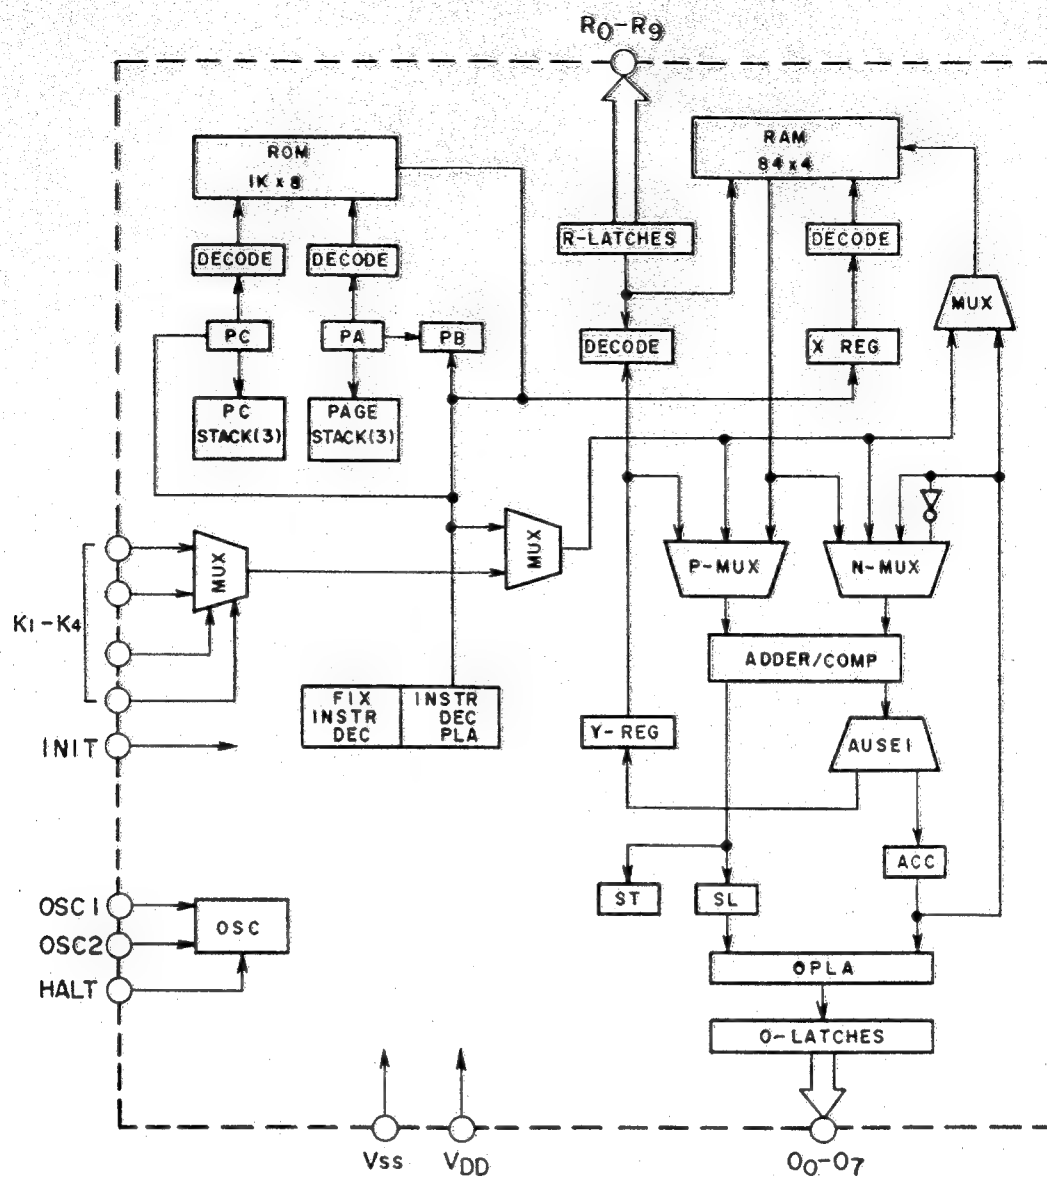 R0-R9
ROM
1K x 8
RAM
84 x 4
R-LATCHES
DECODE
DECODE
DECODE
MUX
PC
PA
PB
DECODE
X REG
PC
STACK(3)
PAGE
STACK(3)
MUX
MUX
P-MUX
N-MUX
K1-K4
ADDER/COMP
FIX
INSTR
DEC
INSTR
DEC
PLA
Y-REG
AUSEI
INIT
ACC
ST
SL
OSC1
OSC2
OSC
HALT
OPLA
O-LATCHES
VSS
VDD
O0-O7